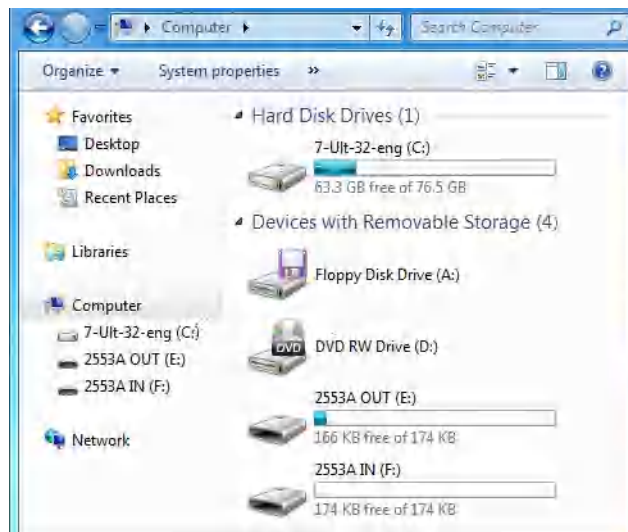 Computer
Search Computer
Organize
System properties
»
Favorites
Desktop
Downloads
Recent Places
Libraries
Computer
7-Ult-32-eng (C:)
2553A OUT (E:)
2553A IN (F:)
Network
Hard Disk Drives (1)
7-Ult-32-eng (C:)
63.3 GB free of 76.5 GB
Devices with Removable Storage (4)
Floppy Disk Drive (A:)
DVD
DVD RW Drive (D:)
2553A OUT (E:)
166 KB free of 174 KB
2553A IN (F:)
174 KB free of 174 KB